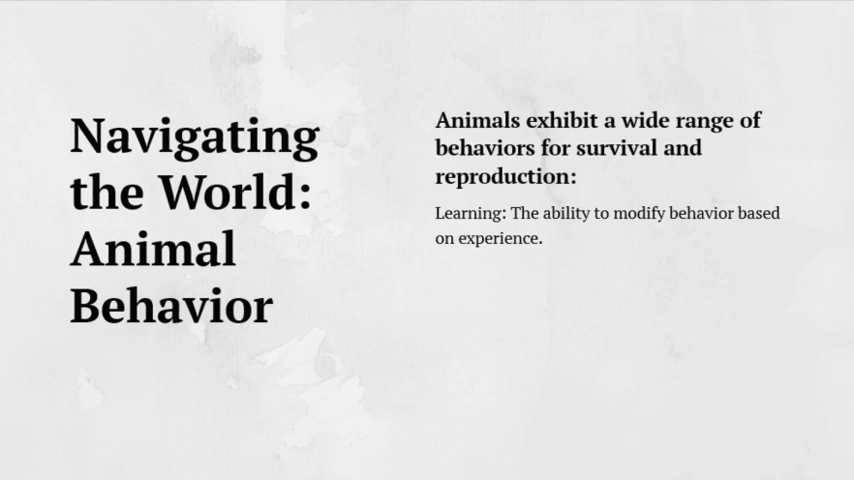 Navigating
the World:
Animal
Behavior
Animals exhibit a wide range of
behaviors for survival and
reproduction:
Learning: The ability to modify behavior based
on experience.